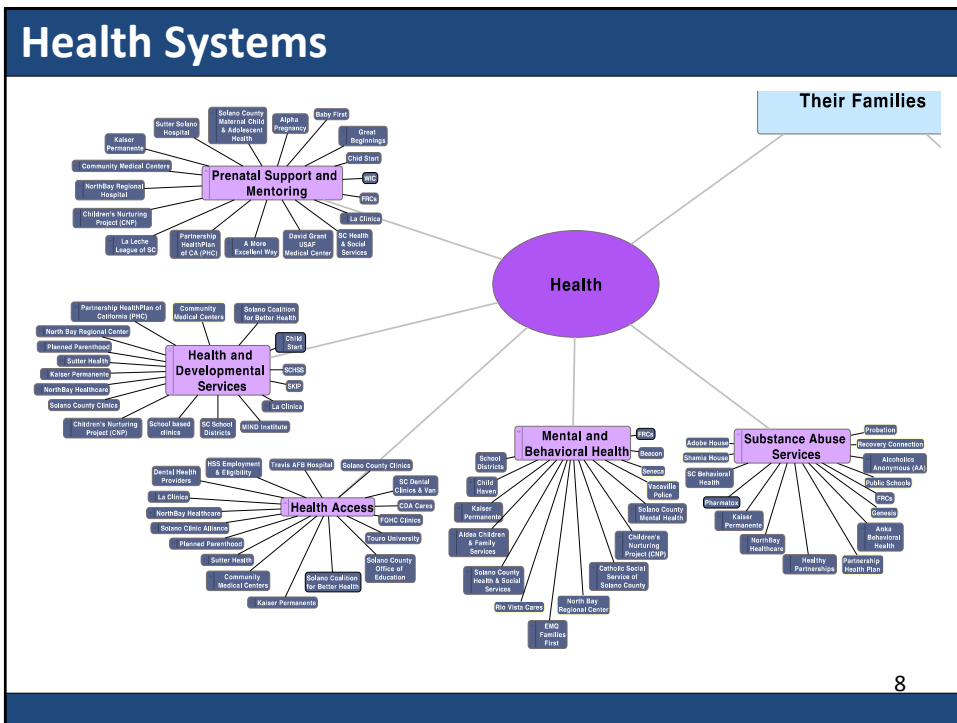 Health Systems
Their Families
Health
Prenatal Support and
Mentoring
Kaiser
Permanente
Sutter Solano
Hospital
Solano County
Maternal Child
& Adolescent
Health
Alpha
Pregnancy
Baby First
Great
Beginnings
Chid Start
WIC
FRCs
La Clinica
SC Health
& Social
Services
David Grant
USAF
Medical Center
A More
Excellent Way
Partnership
HealthPlan
of CA (PHC)
La Leche
League of SC
Children's Nurturing
Project (CNP)
NorthBay Regional
Hospital
Community Medical Centers
Health and
Developmental
Services
Partnership HealthPlan of
California (PHC)
Community
Medical Centers
Solano Coalition
for Better Health
Child
Start
SCHSS
SKIP
La Clinica
MIND Institute
SC School
Districts
School based
clinics
Children's Nurturing
Project (CNP)
Solano County Clinics
NorthBay Healthcare
Kaiser Permanente
Sutter Health
Planned Parenthood
North Bay Regional Center
Health Access
Dental Health
Providers
HSS Employment
& Eligibility
Travis AFB Hospital
Solano County Clinics
SC Dental
Clinics & Van
CDA Cares
FQHC Clinics
Touro University
Solano County
Office of
Education
Solano Coalition
for Better Health
Kaiser Permanente
Community
Medical Centers
Sutter Health
Planned Parenthood
Solano Clinic Alliance
NorthBay Healthcare
La Clinica
Mental and
Behavioral Health
School
Districts
Child
Haven
Kaiser
Permanente
Aldea Children
& Family
Services
Solano County
Health & Social
Services
Rio Vista Cares
EMQ
Families
First
North Bay
Regional Center
Catholic Social
Service of
Solano County
Children's
Nurturing
Project (CNP)
Solano County
Mental Health
Vacaville
Police
Seneca
Beacon
FRCs
Substance Abuse
Services
Adobe House
Shamia House
SC Behavioral
Health
Pharmatox
Kaiser
Permanente
NorthBay
Healthcare
Healthy
Partnerships
Partnership
Health Plan
Anka
Behavioral
Health
Genesis
FRCs
Public Schools
Alcoholics
Anonymous (AA)
Recovery Connection
Probation
8